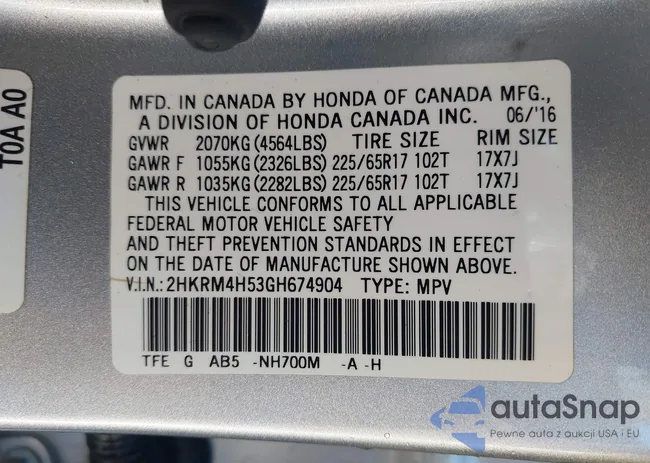 T0A A0
MFD. IN CANADA BY HONDA OF CANADA MFG.,
A DIVISION OF HONDA CANADA INC. 06/'16
GVWR 2070KG (4564LBS) TIRE SIZE RIM SIZE
GAWR F 1055KG (2326LBS) 225/65R17 102T 17X7J
GAWR R 1035KG (2282LBS) 225/65R17 102T 17X7J
THIS VEHICLE CONFORMS TO ALL APPLICABLE
FEDERAL MOTOR VEHICLE SAFETY
AND THEFT PREVENTION STANDARDS IN EFFECT
ON THE DATE OF MANUFACTURE SHOWN ABOVE.
V.I.N.: 2HKRM4H53GH674904 TYPE: MPV
TFE G AB5 -NH700M -A -H
autaSnap
Pewne auta z aukcji USA i EU